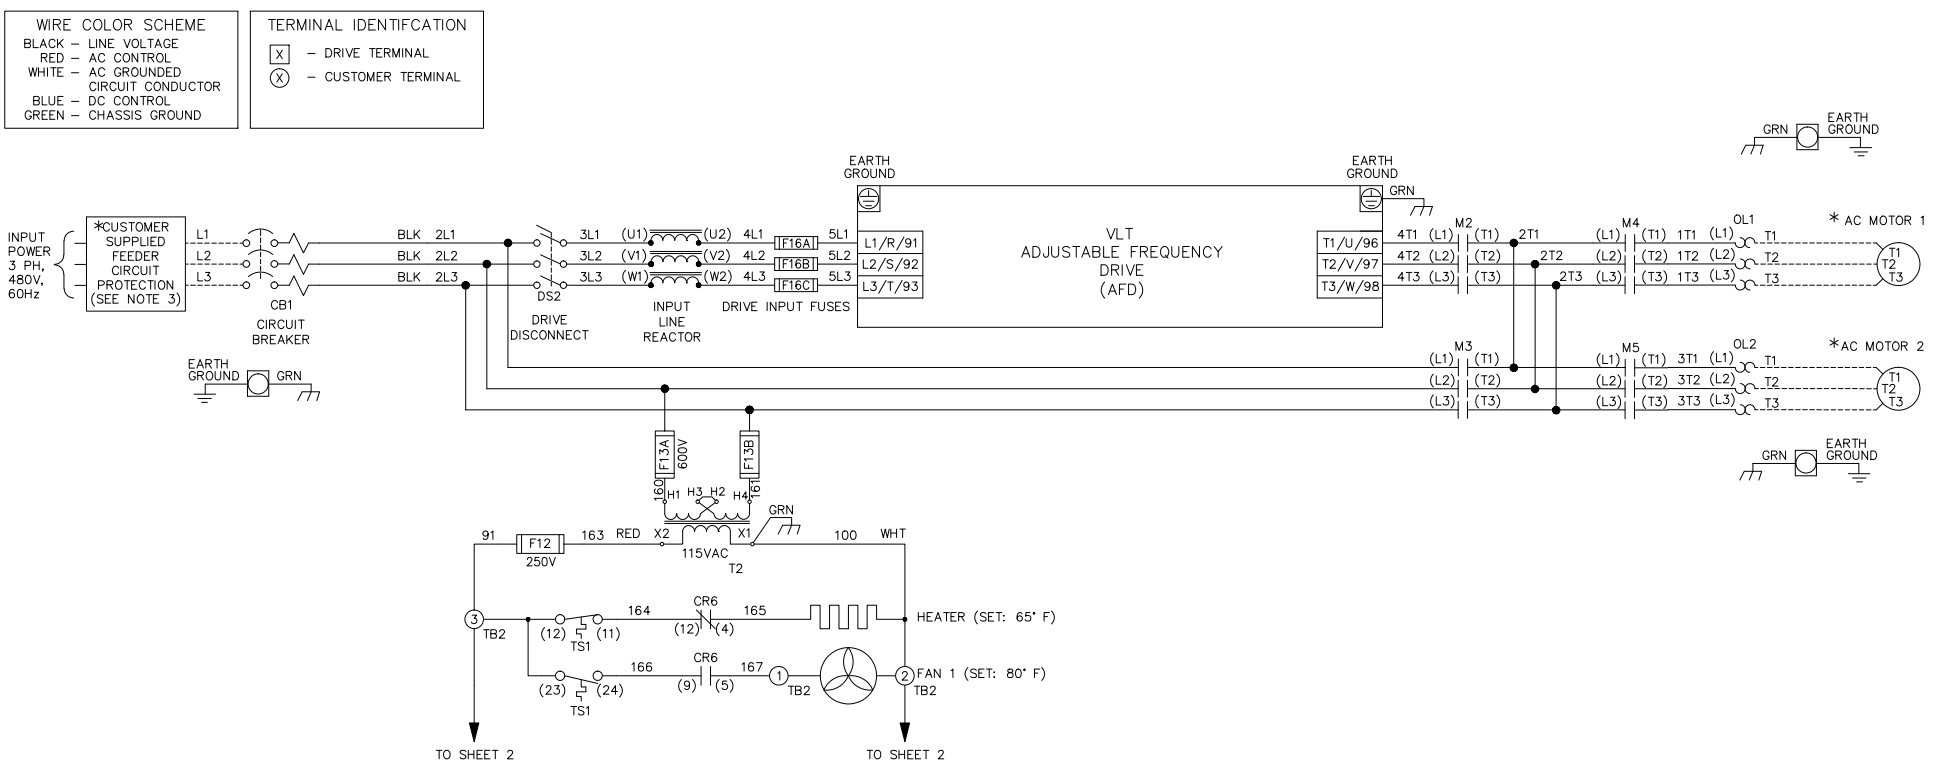 WIRE COLOR SCHEME
BLACK – LINE VOLTAGE
RED – AC CONTROL
WHITE – AC GROUNDED
CIRCUIT CONDUCTOR
BLUE – DC CONTROL
GREEN – CHASSIS GROUND
TERMINAL IDENTIFCATION
X – DRIVE TERMINAL
X – CUSTOMER TERMINAL
GRN
EARTH
GROUND
INPUT
POWER
3 PH,
480V,
60Hz
*CUSTOMER
SUPPLIED
FEEDER
CIRCUIT
PROTECTION
(SEE NOTE 3)
L1
L2
L3
CB1
CIRCUIT
BREAKER
BLK 2L1
BLK 2L2
BLK 2L3
DS2
DRIVE
DISCONNECT
3L1 (U1) (U2) 4L1 F16A 5L1
3L2 (V1) (V2) 4L2 F16B 5L2
3L3 (W1) (W2) 4L3 F16C 5L3
INPUT
LINE
REACTOR
DRIVE INPUT FUSES
EARTH
GROUND
L1/R/91
L2/S/92
L3/T/93
VLT
ADJUSTABLE FREQUENCY
DRIVE
(AFD)
EARTH
GROUND
GRN
T1/U/96
T2/V/97
T3/W/98
M2
M4
OL1
* AC MOTOR 1
4T1 (L1) (T1) 2T1 (L1) (T1) 1T1 (L1) T1
4T2 (L2) (T2) 2T2 (L2) (T2) 1T2 (L2) T2
4T3 (L3) (T3) 2T3 (L3) (T3) 1T3 (L3) T3
T1
T2
T3
M3
M5
OL2
*AC MOTOR 2
(L1) (T1) (L1) (T1) 3T1 (L1) T1
(L2) (T2) (L2) (T2) 3T2 (L2) T2
(L3) (T3) (L3) (T3) 3T3 (L3) T3
T1
T2
T3
EARTH
GROUND
GRN
GRN
EARTH
GROUND
F13A
600V
F13B
160
161
H1 H3 H2 H4
GRN
91 F12 163 RED X2 X1 100 WHT
250V
115VAC
T2
3
TB2
(12) (11)
TS1
164
CR6
(12) (4)
165
HEATER (SET: 65° F)
(23) (24)
TS1
166
CR6
(9) (5)
167
1
TB2
2
TB2
FAN 1 (SET: 80° F)
TO SHEET 2
TO SHEET 2